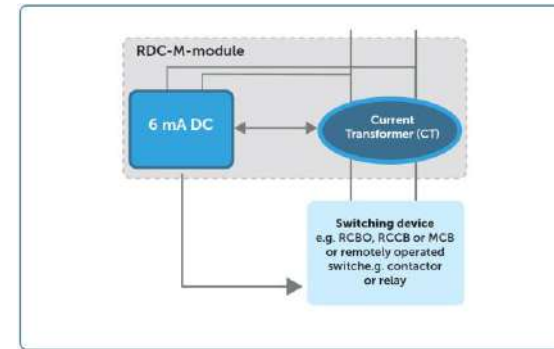 RDC-M-module
6 mA DC
Current
Transformer (CT)
Switching device
e.g. RCBO, RCCB or MCB
or remotely operated
switche.g. contactor
or relay